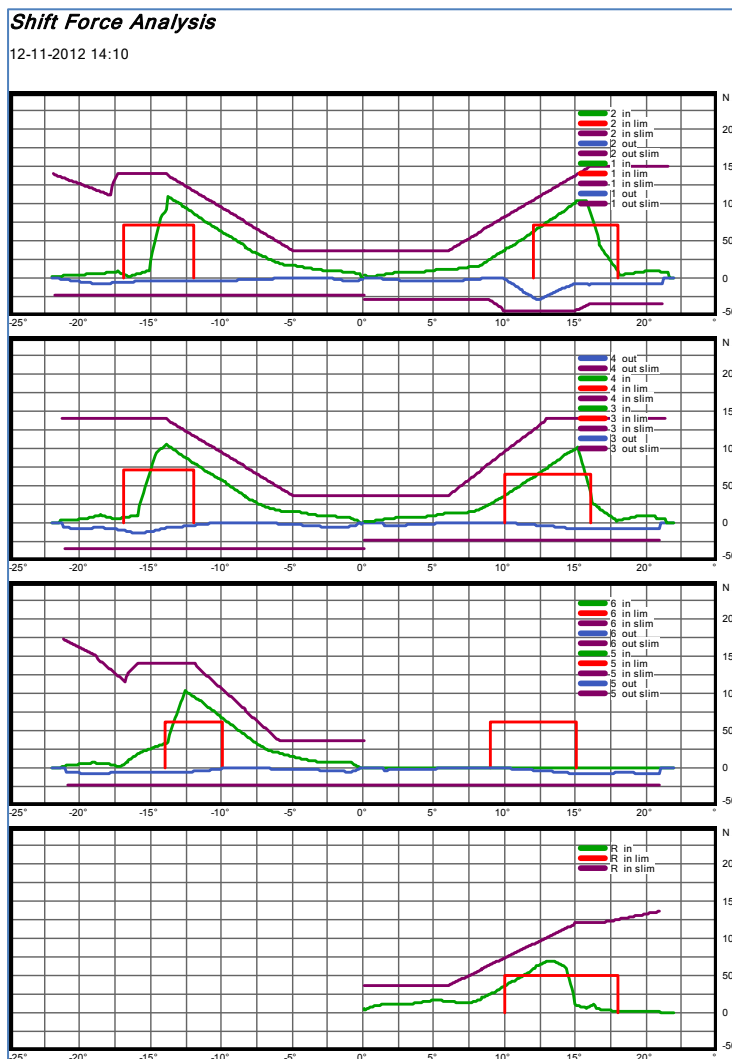 Shift Force Analysis
12-11-2012 14:10
N
2 in
2 in lim
2 in slim
2 out
2 out slim
1 in
1 in lim
1 in slim
1 out
1 out slim
20
15
10
50
0
-50
-25° -20° -15° -10° -5° 0° 5° 10° 15° 20° °
N
4 out
4 out slim
4 in
4 in lim
4 in slim
3 in
3 in lim
3 in slim
3 out
3 out slim
20
15
10
50
0
-50
-25° -20° -15° -10° -5° 0° 5° 10° 15° 20° °
N
6 in
6 in lim
6 in slim
6 out
6 out slim
5 in
5 in lim
5 in slim
5 out
5 out slim
20
15
10
50
0
-50
-25° -20° -15° -10° -5° 0° 5° 10° 15° 20° °
N
R in
R in lim
R in slim
20
15
10
50
0
-50
-25° -20° -15° -10° -5° 0° 5° 10° 15° 20° °